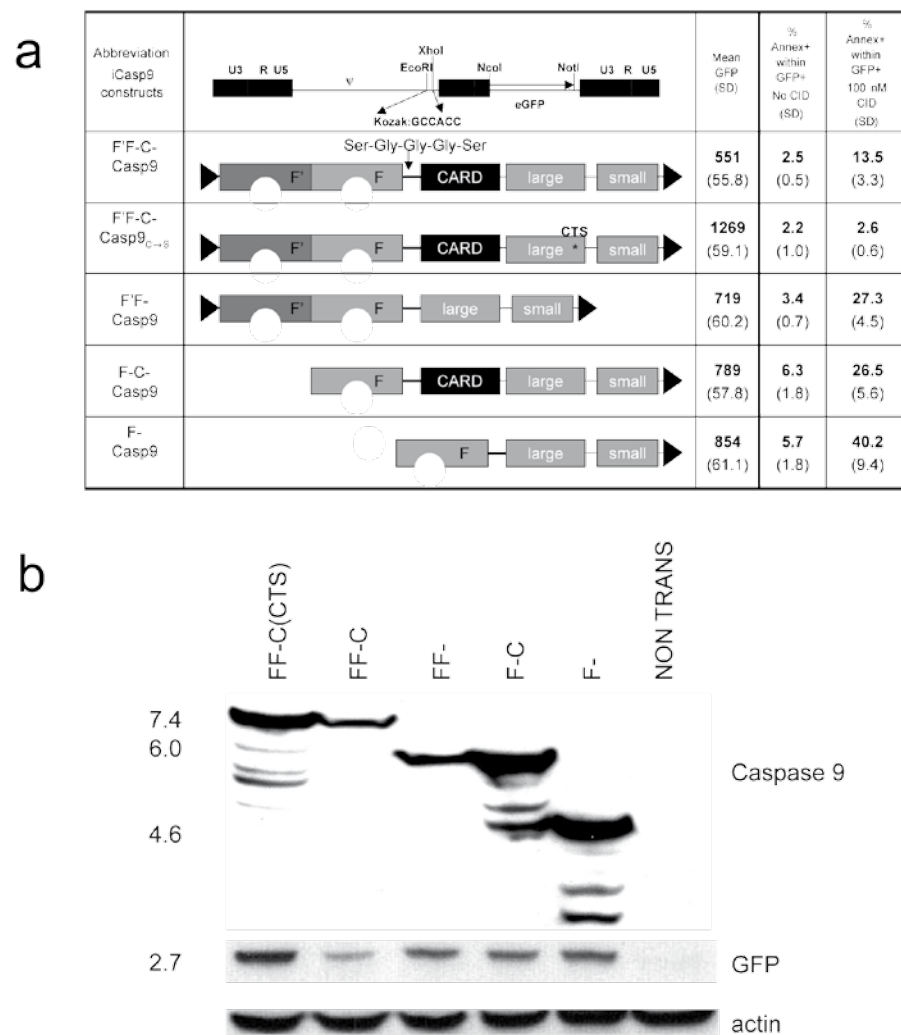 a
Abbreviation
iCasp9
constructs
U3 R U5
Ψ
XhoI
EcoRI
NcoI
NotI
U3 R U5
eGFP
Kozak:GCCACC
Mean
GFP
(SD)
%
Annex+
within
GFP+
No CID
(SD)
%
Annex+
within
GFP+
100 nM
CID
(SD)
F'F-C-
Casp9
Ser-Gly-Gly-Gly-Ser
F' F CARD large small
551
(55.8)
2.5
(0.5)
13.5
(3.3)
F'F-C-
Casp9C→S
CTS
F' F CARD large * small
1269
(59.1)
2.2
(1.0)
2.6
(0.6)
F'F-
Casp9
F' F large small
719
(60.2)
3.4
(0.7)
27.3
(4.5)
F-C-
Casp9
F CARD large small
789
(57.8)
6.3
(1.8)
26.5
(5.6)
F-
Casp9
F large small
854
(61.1)
5.7
(1.8)
40.2
(9.4)
b
FF-C(CTS)
FF-C
FF-
F-C
F-
NON TRANS
7.4
6.0
4.6
Caspase 9
2.7
GFP
actin